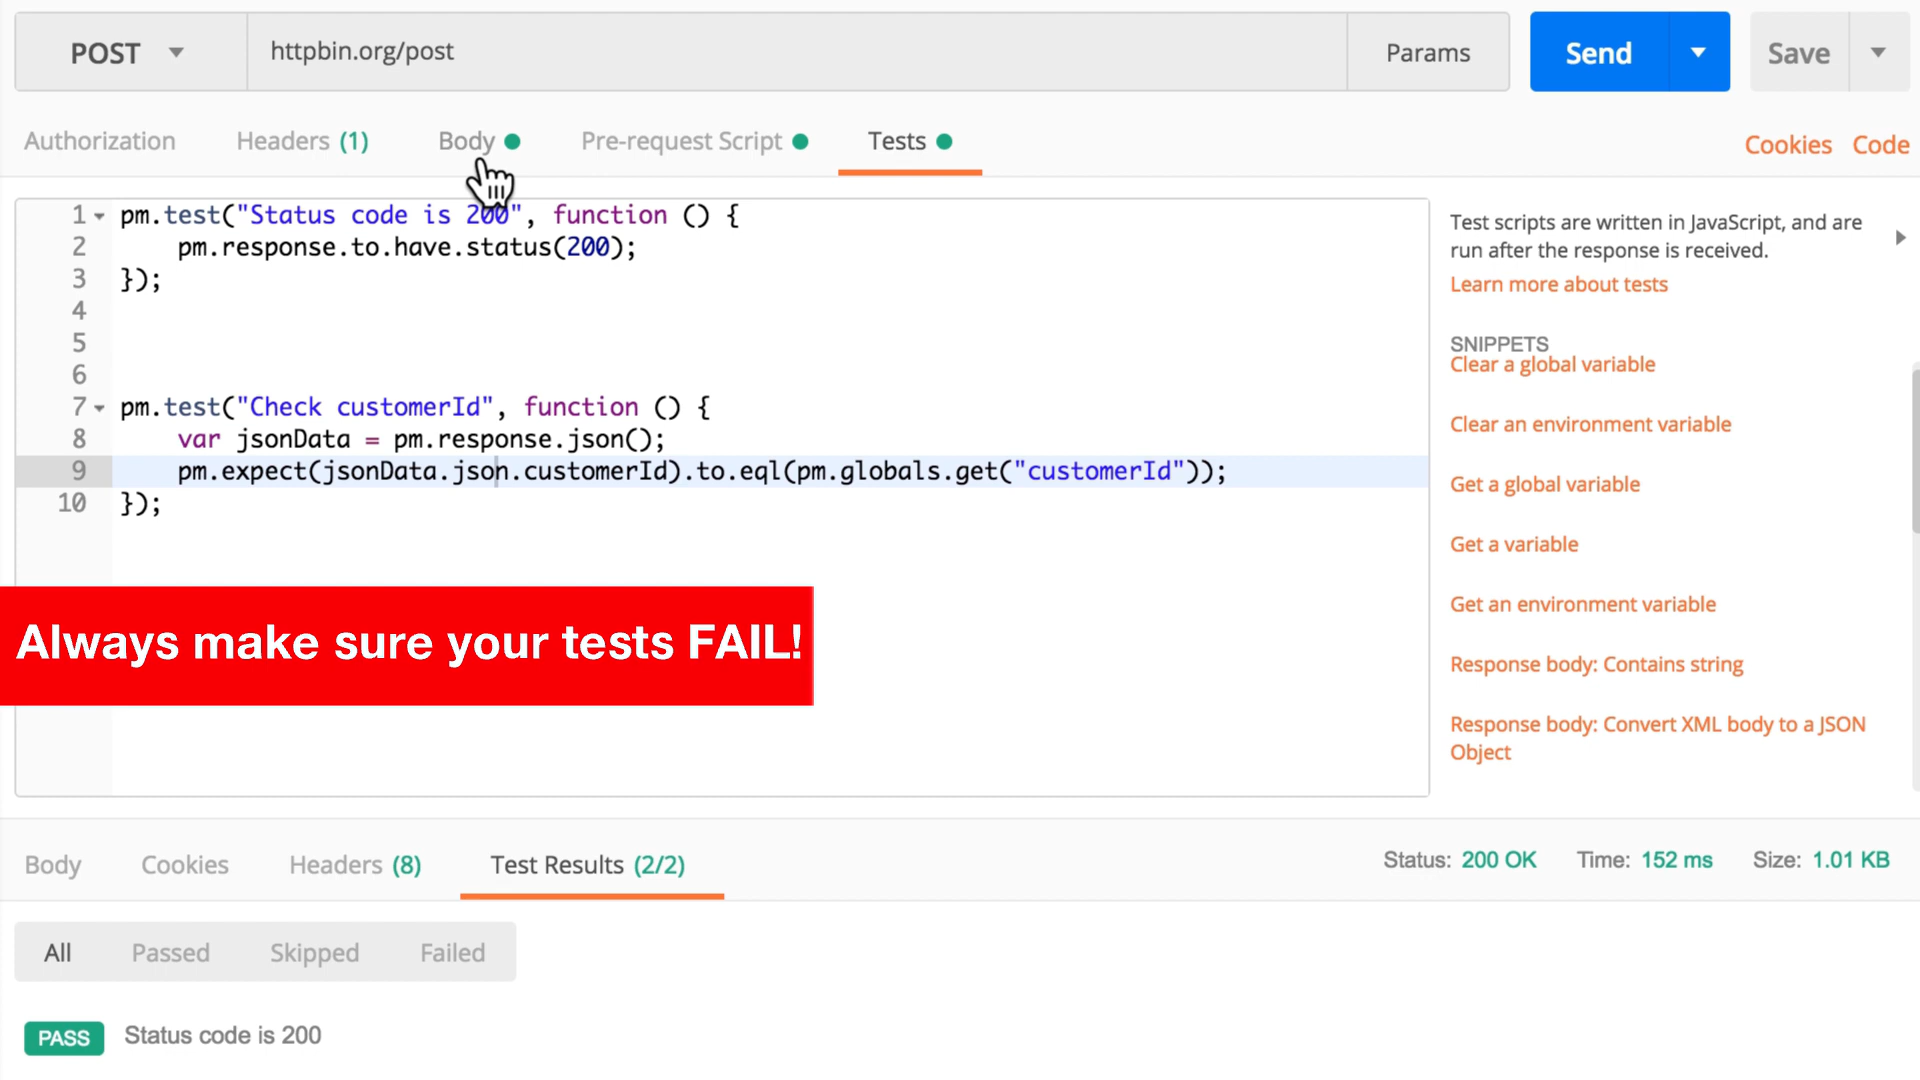 POST httpbin.org/post Params Send Save
Authorization Headers (1) Body Pre-request Script Tests Cookies Code
1 pm.test("Status code is 200", function () {
2 pm.response.to.have.status(200);
3 });
4
5
6
7 pm.test("Check customerId", function () {
8 var jsonData = pm.response.json();
9 pm.expect(jsonData.json.customerId).to.eql(pm.globals.get("customerId"));
10 });
Test scripts are written in JavaScript, and are
run after the response is received.
Learn more about tests
SNIPPETS
Clear a global variable
Clear an environment variable
Get a global variable
Get a variable
Get an environment variable
Response body: Contains string
Response body: Convert XML body to a JSON
Object
Always make sure your tests FAIL!
Body Cookies Headers (8) Test Results (2/2) Status: 200 OK Time: 152 ms Size: 1.01 KB
All Passed Skipped Failed
PASS Status code is 200